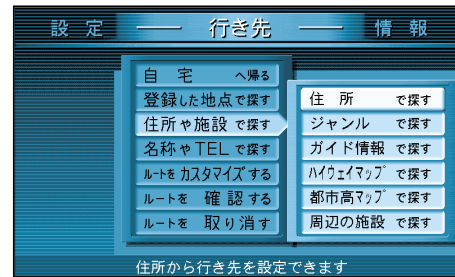 設 定 行き先 情 報
自 宅 へ帰る
登録した地点で探す
住所や施設 で探す
名称やTEL で探す
ルートを カスタマイズ する
ルートを 確 認 する
ルートを 取り消 す
住 所 で探す
ジャンル で探す
ガイド情報 で探す
ハイウェイマップ で探す
都市高マップ で探す
周辺の施設 で探す
住所から行き先を設定できます